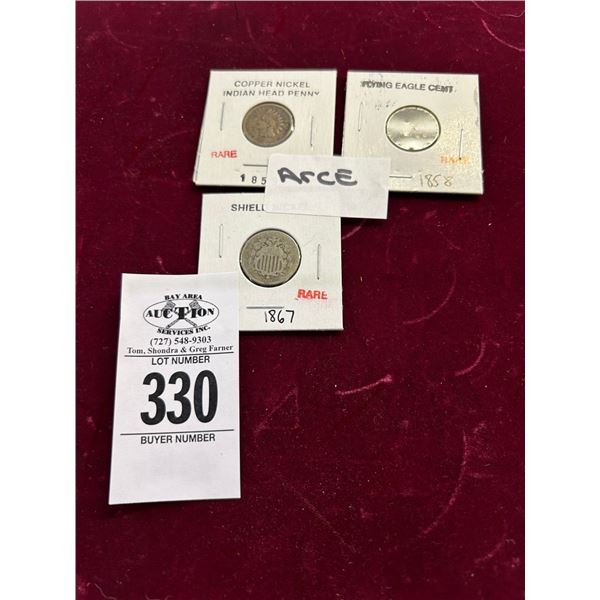 COPPER NICKEL
INDIAN HEAD PENNY
RARE
185
FLYING EAGLE CENT.
RARE
1858
ArcE
SHIEL
RARE
1867
BAY AREA
AUCTION
SERVICES INC.
(727) 548-9303
Tom, Shondra & Greg Farner
LOT NUMBER
330
BUYER NUMBER